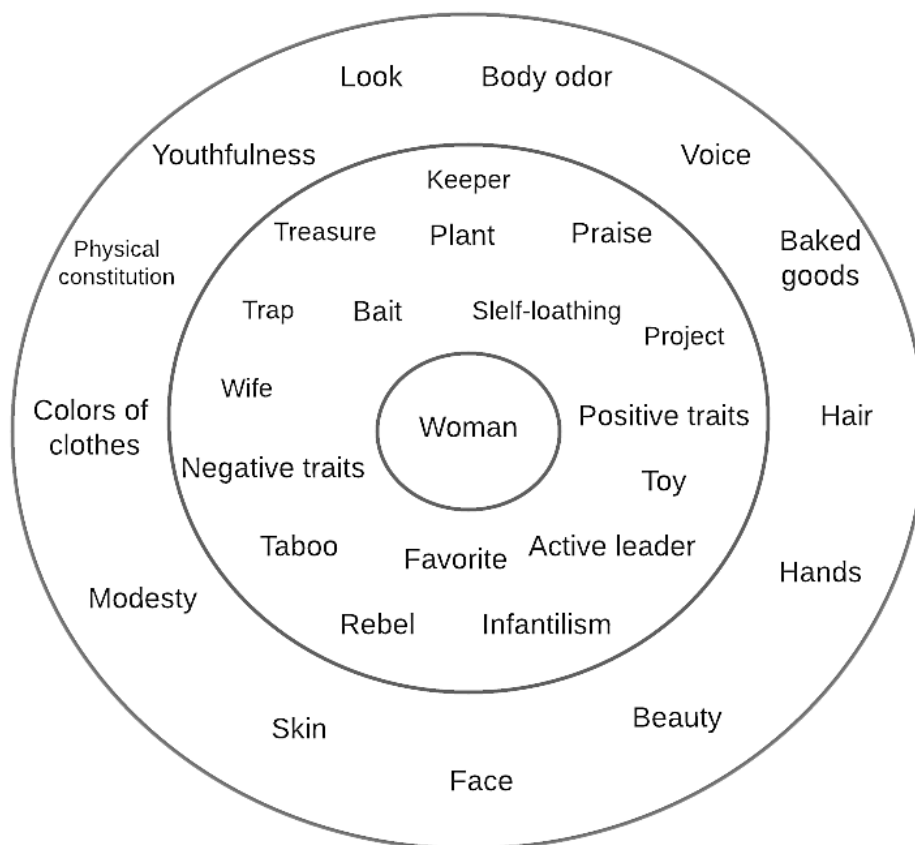 Look Body odor
Youthfulness Voice
Keeper
Treasure Plant Praise
Physical
constitution
Baked
goods
Trap Bait Slelf-loathing
Project
Wife
Colors of
clothes
Woman
Positive traits
Hair
Negative traits
Toy
Taboo Favorite Active leader
Hands
Modesty
Rebel Infantilism
Skin Beauty
Face